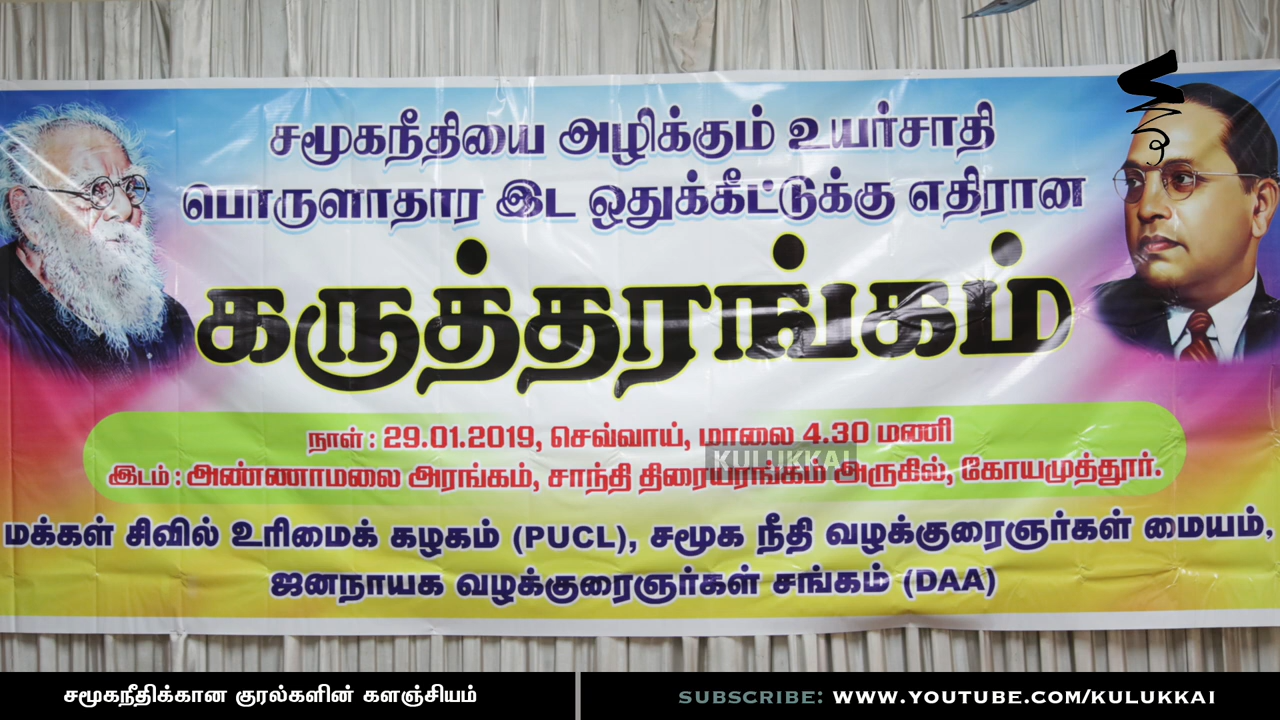 சமூகநீதியை அழிக்கும் உயர்சாதி
பொருளாதார இட ஒதுக்கீட்டுக்கு எதிரான
கருத்தரங்கம்
நாள் : 29.01.2019, செவ்வாய், மாலை 4.30 மணி
KULUKKAI
இடம் : அண்ணாமலை அரங்கம், சாந்தி திரையரங்கம் அருகில், கோயமுத்தூர்.
மக்கள் சிவில் உரிமைக் கழகம் (PUCL), சமூக நீதி வழக்குரைஞர்கள் மையம்,
ஜனநாயக வழக்குரைஞர்கள் சங்கம் (DAA)
சமூகநீதிக்கான குரல்களின் களஞ்சியம்
SUBSCRIBE: WWW.YOUTUBE.COM/KULUKKAI